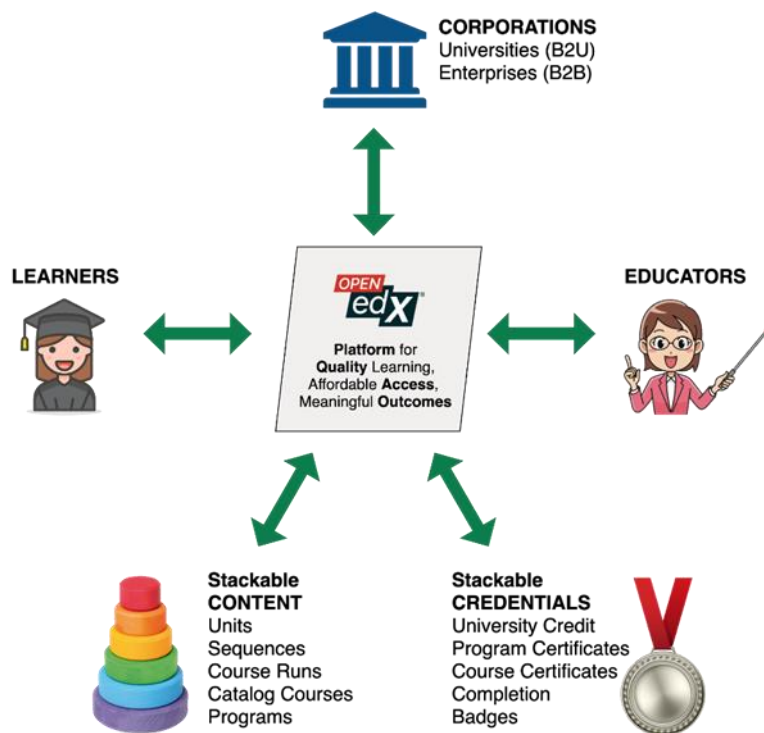 CORPORATIONS
Universities (B2U)
Enterprises (B2B)
LEARNERS
EDUCATORS
OPEN
edX®
Platform for
Quality Learning,
Affordable Access,
Meaningful Outcomes
Stackable
CONTENT
Units
Sequences
Course Runs
Catalog Courses
Programs
Stackable
CREDENTIALS
University Credit
Program Certificates
Course Certificates
Completion
Badges